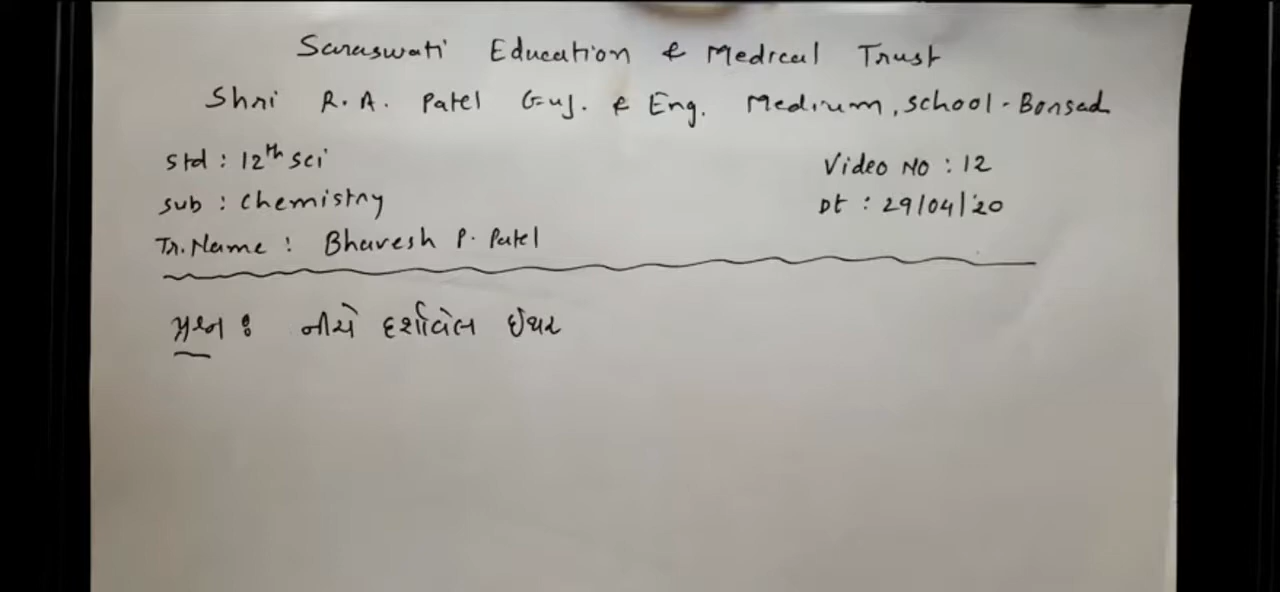 Saraswati Education & Medical Trust
Shri R.A. Patel Guj. & Eng. Medium, School - Borsad
Std : 12th Sci
Video No : 12
Sub : Chemistry
Dt : 29/04/20
Tr. Name : Bhavesh P. Patel
પ્રશ્ન : નીચે દર્શાવેલ ઈથર